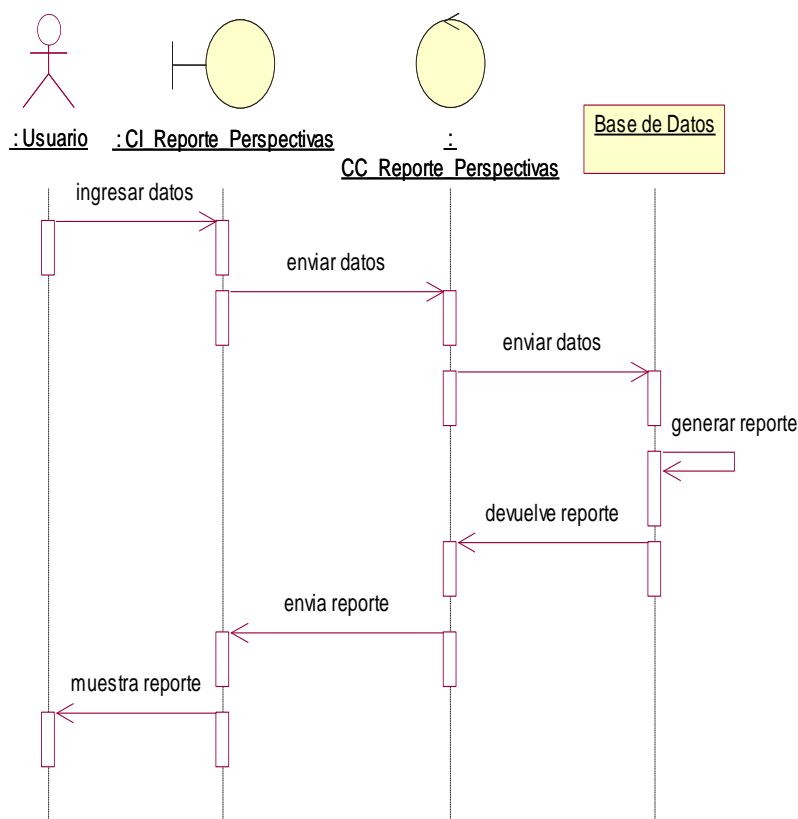 : Usuario
: CI_Reporte_Perspectivas
:
CC_Reporte_Perspectivas
Base de Datos
ingresar datos
enviar datos
enviar datos
generar reporte
devuelve reporte
envia reporte
muestra reporte